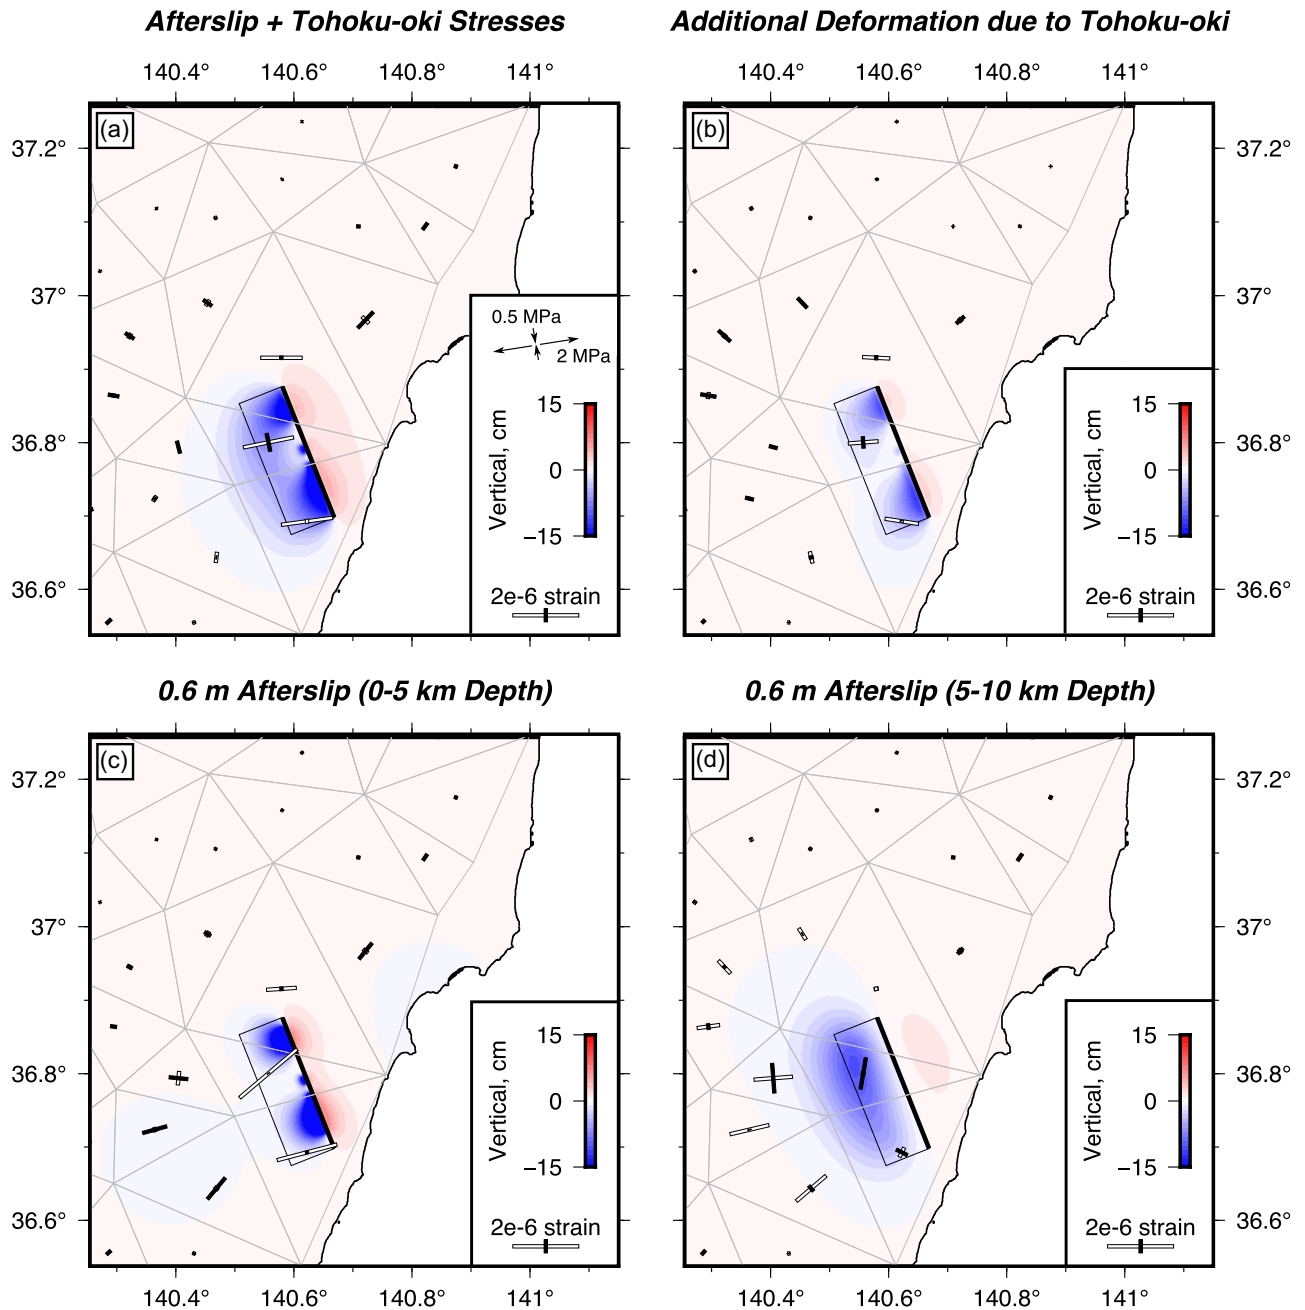 Afterslip + Tohoku-oki Stresses
Additional Deformation due to Tohoku-oki
140.4° 140.6° 140.8° 141°
140.4° 140.6° 140.8° 141°
(a)
(b)
37.2°
37.2°
37°
37°
0.5 MPa
2 MPa
36.8°
36.8°
36.6°
36.6°
Vertical, cm
15
0
−15
2e-6 strain
Vertical, cm
15
0
−15
2e-6 strain
0.6 m Afterslip (0-5 km Depth)
0.6 m Afterslip (5-10 km Depth)
(c)
(d)
37.2°
37.2°
37°
37°
36.8°
36.8°
36.6°
36.6°
Vertical, cm
15
0
−15
2e-6 strain
Vertical, cm
15
0
−15
2e-6 strain
140.4° 140.6° 140.8° 141°
140.4° 140.6° 140.8° 141°